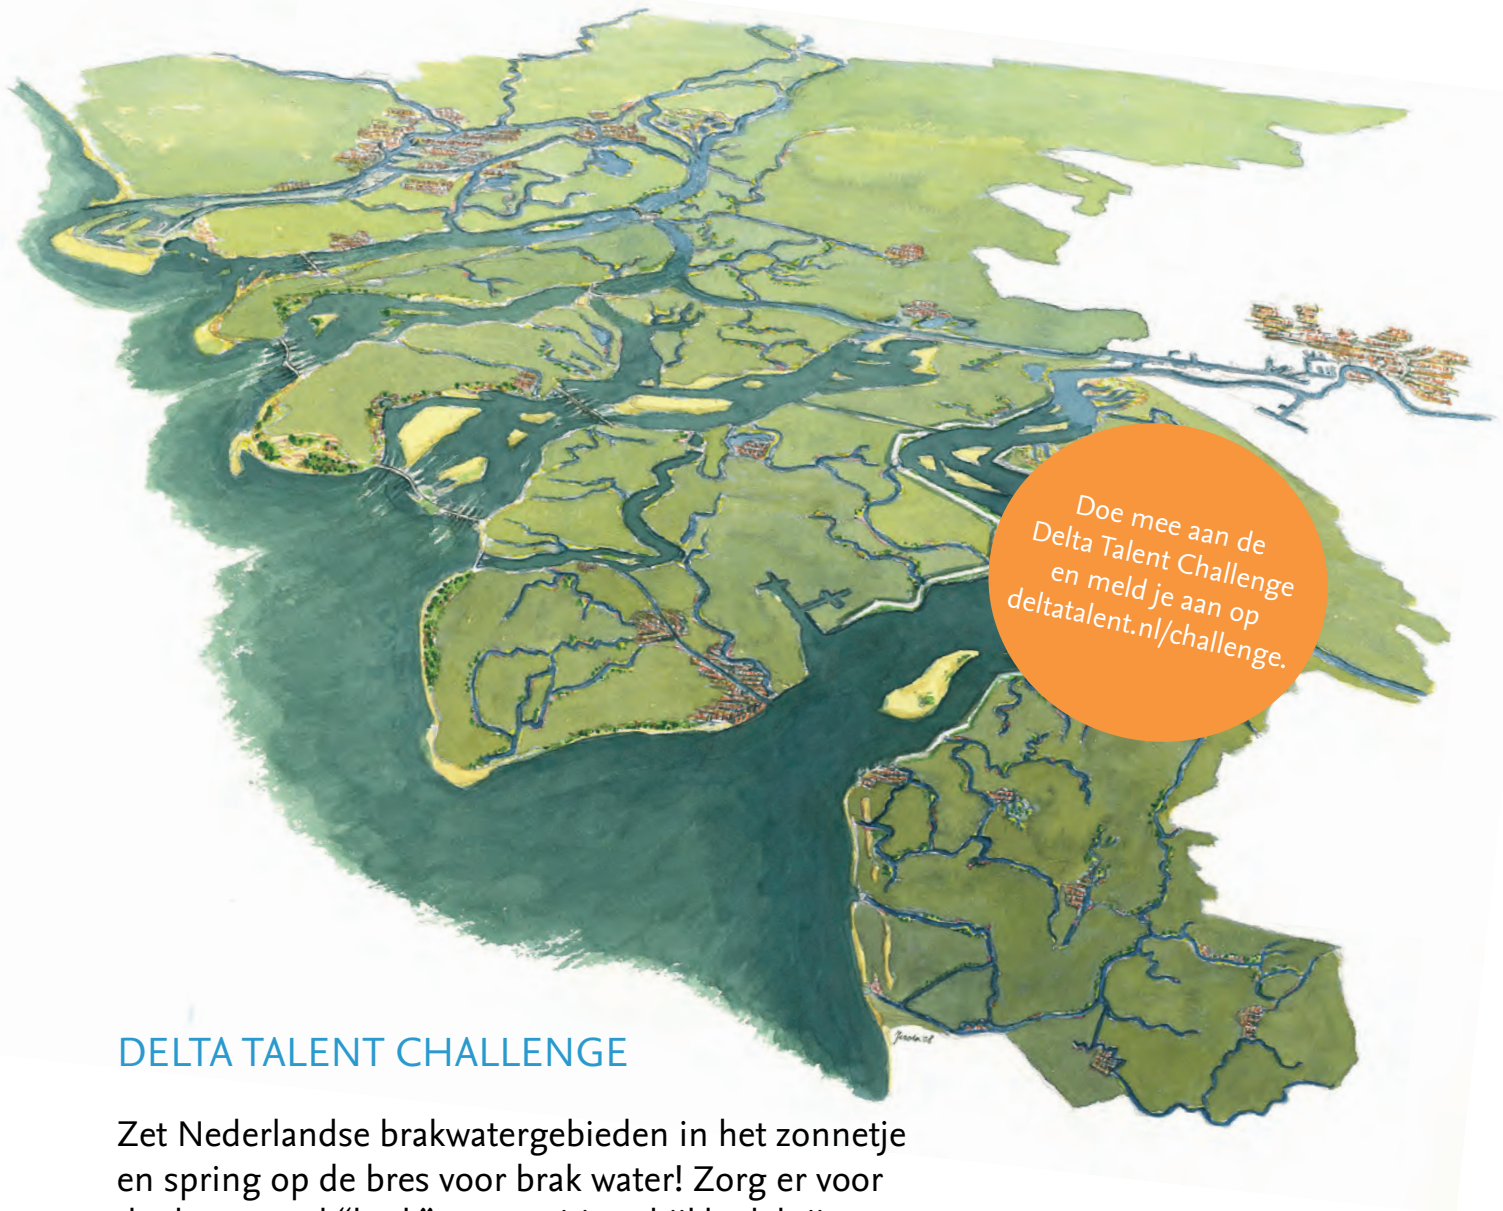 Doe mee aan de
Delta Talent Challenge
en meld je aan op
deltatalent.nl/challenge.
DELTA TALENT CHALLENGE
Zet Nederlandse brakwatergebieden in het zonnetje
en spring op de bres voor brak water! Zorg er voor